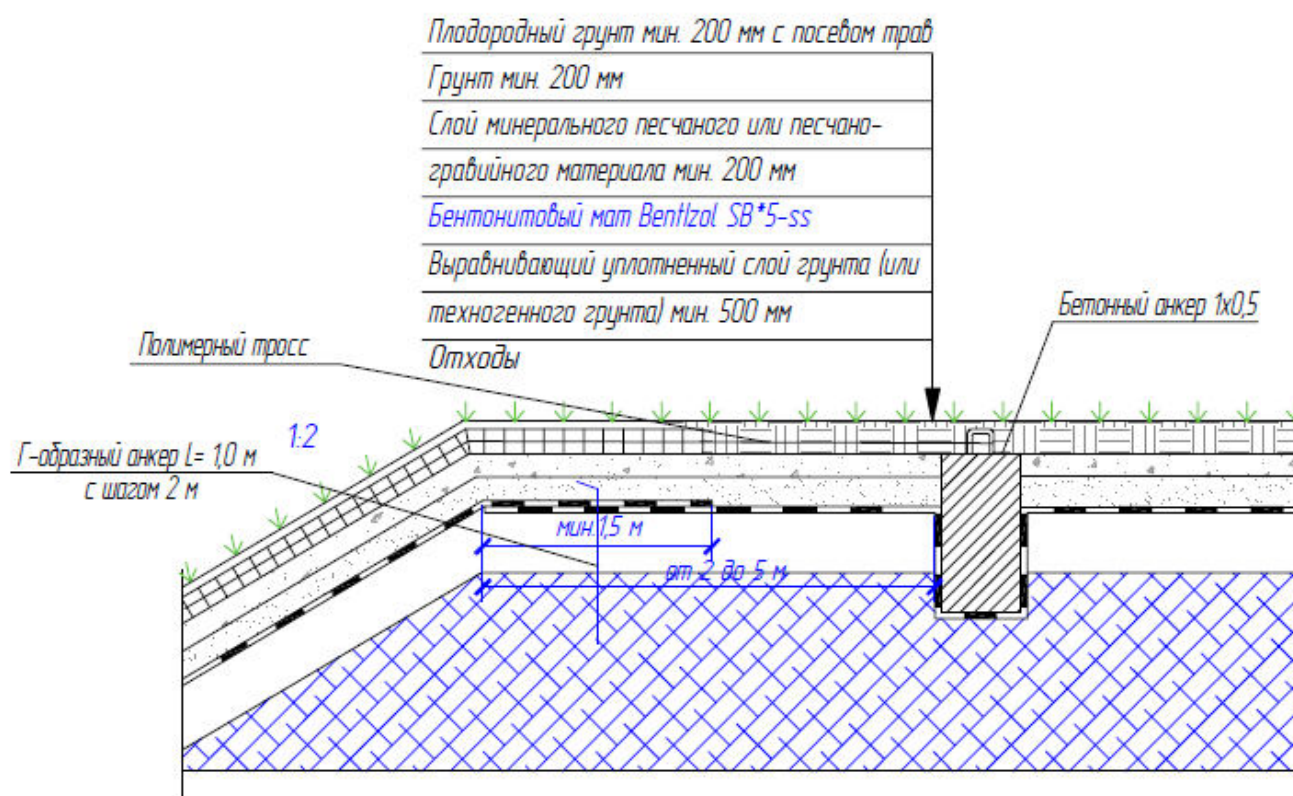 Плодородный грунт мин. 200 мм с посевом трав
Грунт мин. 200 мм
Слой минерального песчаного или песчано-
гравийного материала мин. 200 мм
Бентонитовый мат BentIzol SB*5-ss
Выравнивающий уплотненный слой грунта (или
техногенного грунта) мин. 500 мм
Отходы
Бетонный анкер 1х0,5
Полимерный тросс
1:2
Г-образный анкер L= 1,0 м
с шагом 2 м
мин.1,5 м
от 2 до 5 м